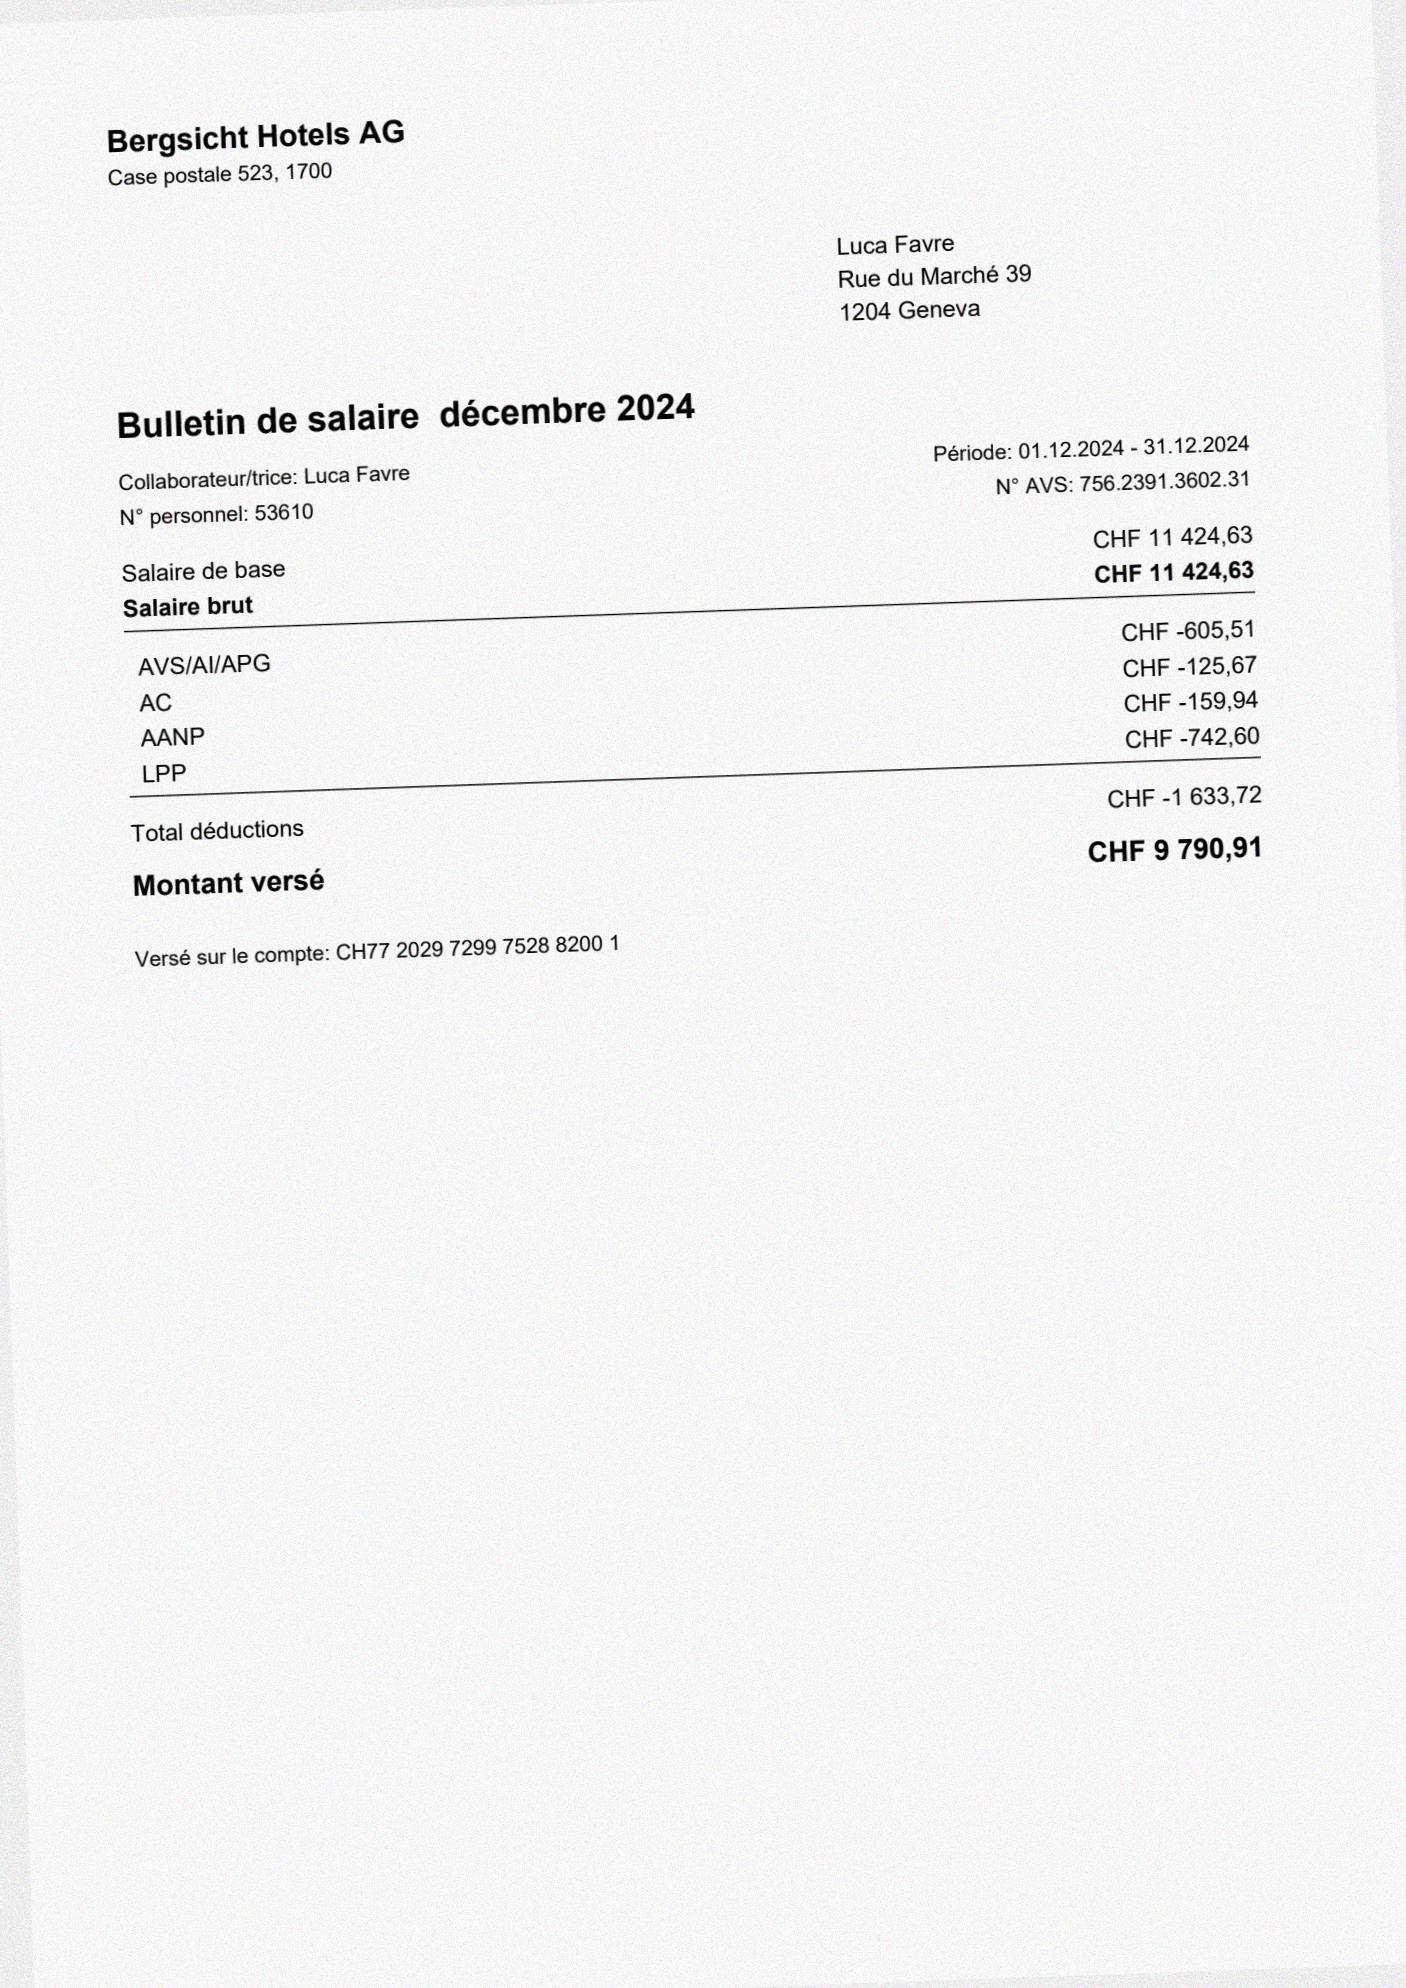 Bergsicht Hotels AG
Case postale 523, 1700
Luca Favre
Rue du Marché 39
1204 Geneva
Bulletin de salaire  décembre 2024
Collaborateur/trice: Luca Favre
Période: 01.12.2024 - 31.12.2024
N° personnel: 53610
N° AVS: 756.2391.3602.31
Salaire de base CHF 11 424,63
Salaire brut CHF 11 424,63
AVS/AI/APG CHF -605,51
AC CHF -125,67
AANP CHF -159,94
LPP CHF -742,60
Total déductions CHF -1 633,72
Montant versé CHF 9 790,91
Versé sur le compte: CH77 2029 7299 7528 8200 1